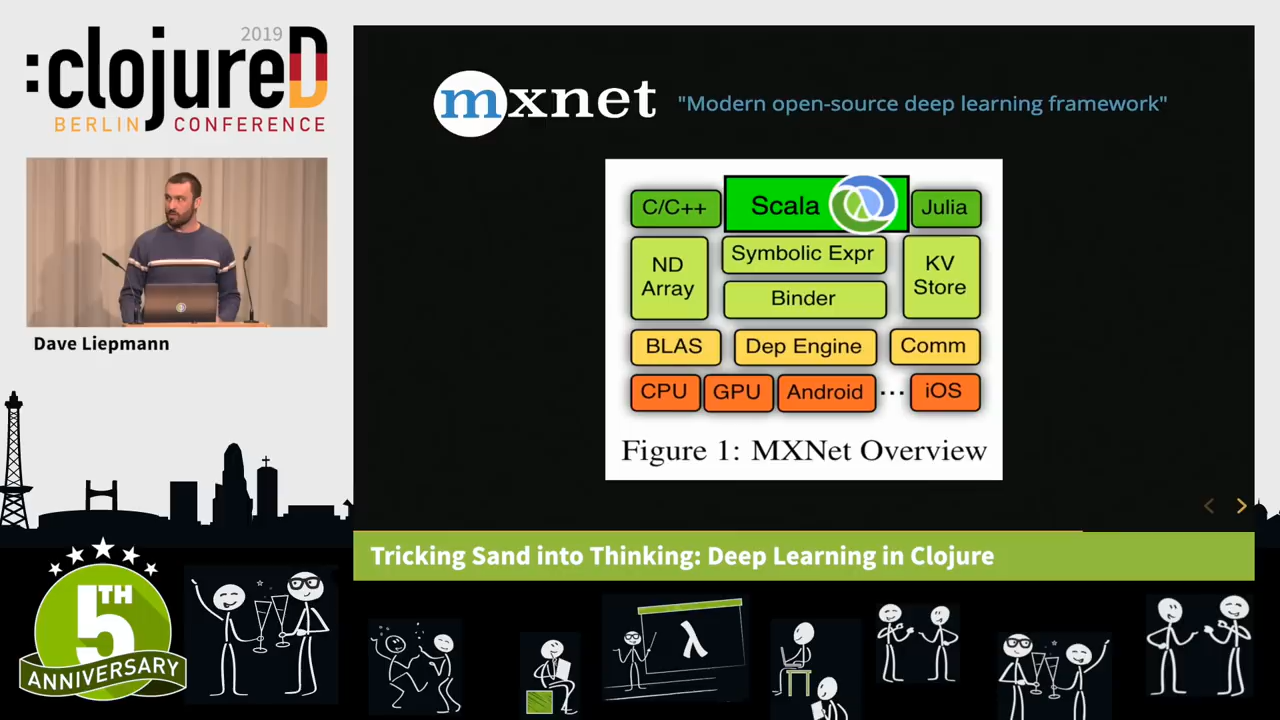 2019
:clojureD
BERLIN CONFERENCE
Dave Liepmann
mxnet "Modern open-source deep learning framework"
C/C++ Scala Julia
ND Array
Symbolic Expr
Binder
KV Store
BLAS Dep Engine Comm
CPU GPU Android ... iOS
Figure 1: MXNet Overview
Tricking Sand into Thinking: Deep Learning in Clojure
5TH
ANNIVERSARY
λ